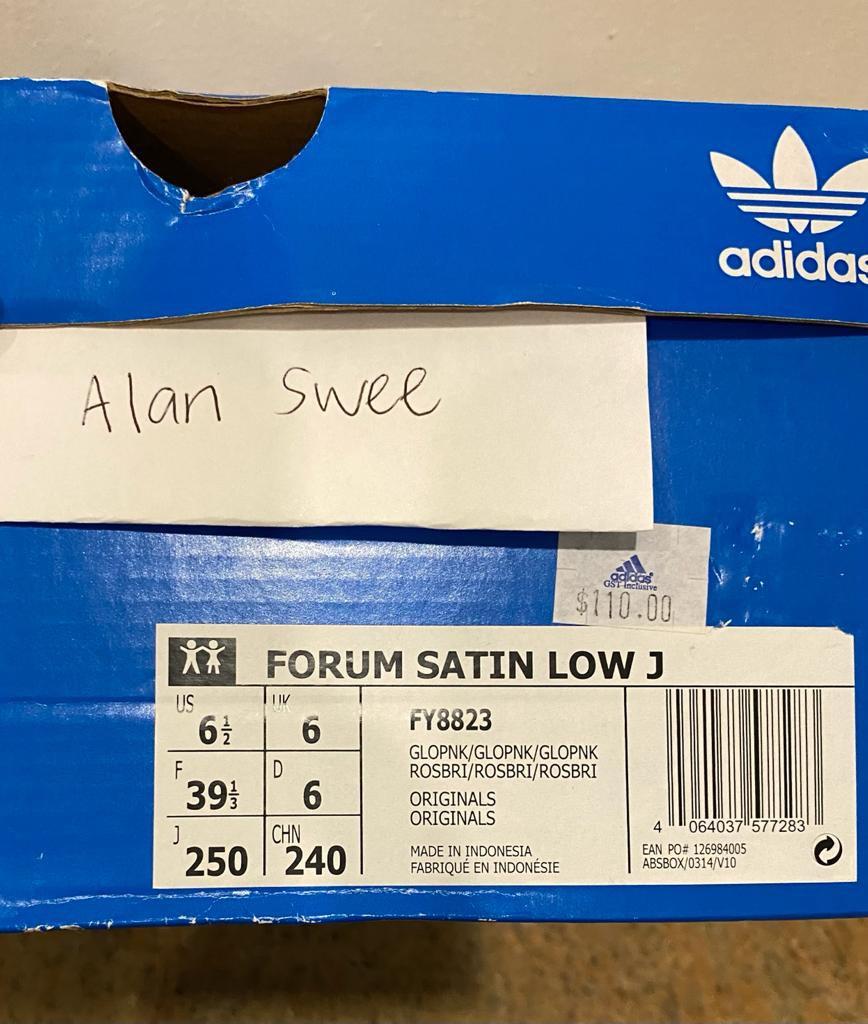 adidas
Alan Swee
adidas
GST Inclusive
$110.00
FORUM SATIN LOW J
US 6½ UK 6
F 39⅓ D 6
J 250 CHN 240
FY8823
GLOPNK/GLOPNK/GLOPNK
ROSBRI/ROSBRI/ROSBRI
ORIGINALS
ORIGINALS
MADE IN INDONESIA
FABRIQUÉ EN INDONÉSIE
4 064037 577283
EAN PO# 126984005
ABSBOX/0314/V10